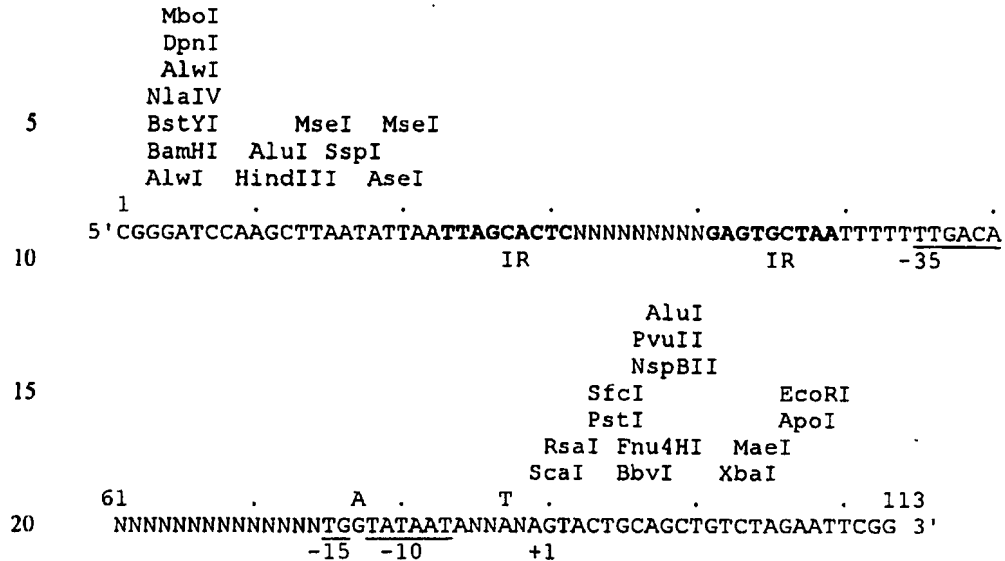 MboI
DpnI
AlwI
NlaIV
5 BstYI MseI MseI
BamHI AluI SspI
AlwI HindIII AseI
1 . . . . . .
5'CGGGATCCAAGCTTAATATTAATTAGCACTCNNNNNNNNNGAGTGCTAATTTTTTTGACA
10 IR IR -35
AluI
PvuII
NspBII
15 SfcI EcoRI
PstI ApoI
RsaI Fnu4HI MaeI
ScaI BbvI XbaI
61 . A . T . . . 113
20 NNNNNNNNNNNNNNTGGTATAATANNANAGTACTGCAGCTGTCTAGAATTCGG 3'
-15 -10 +1